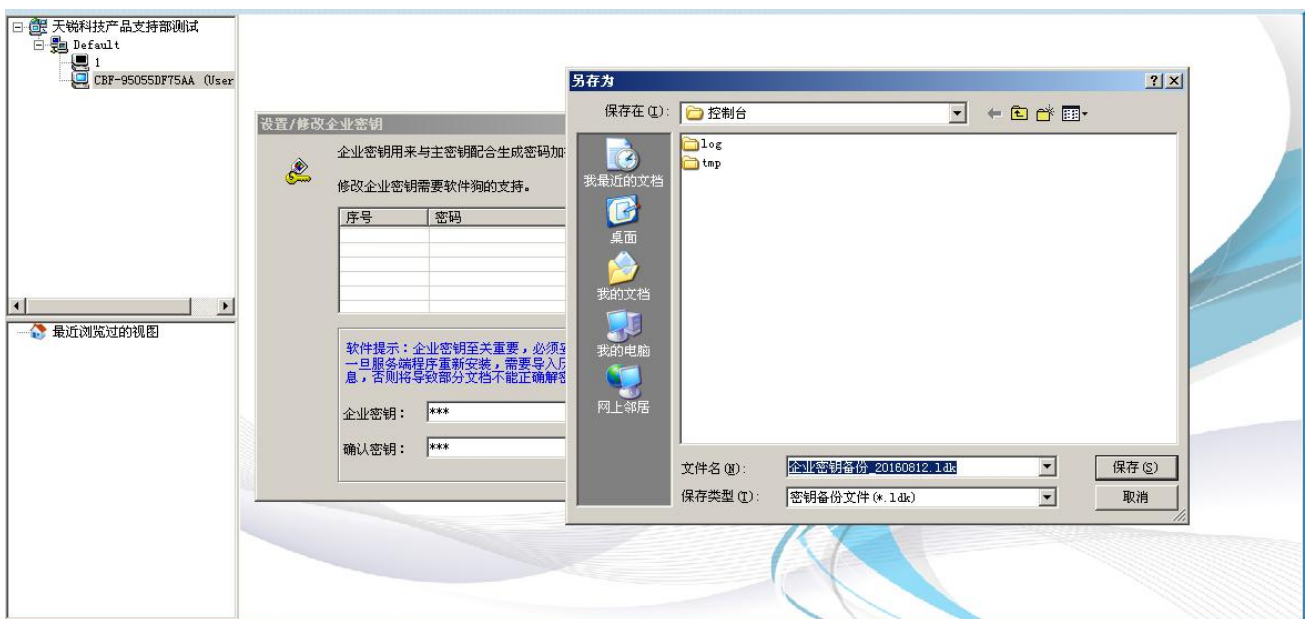 天锐科技产品支持部测试
Default
1
CBF-95055DF75AA (User
最近浏览过的视图
设置/修改企业密钥
企业密钥用来与主密钥配合生成密码加
修改企业密钥需要软件狗的支持。
序号 密码
软件提示：企业密钥至关重要，必须
一旦服务端程序重新安装，需要导入历
息，否则将导致部分文档不能正确解密
企业密钥： ***
确认密钥： ***
另存为
保存在(I)： 控制台
log
tmp
我最近的文档
桌面
我的文档
我的电脑
网上邻居
文件名(N)： 企业密钥备份_20160812.ldk 保存(S)
保存类型(T)： 密钥备份文件(*.ldk) 取消